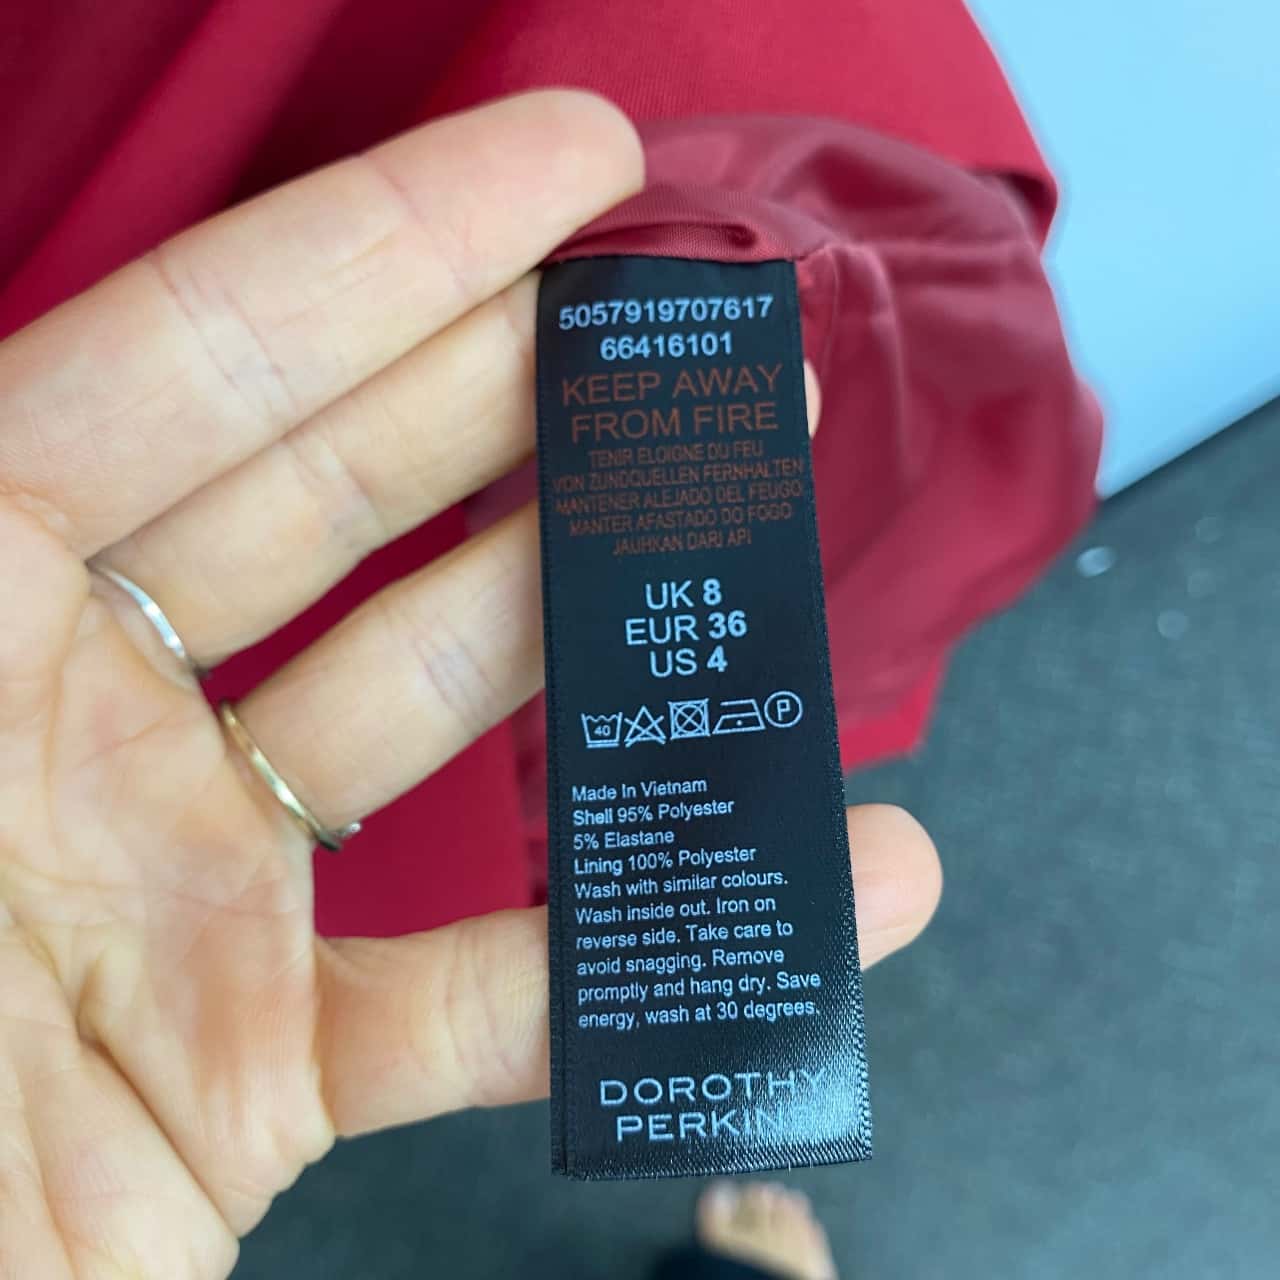 5057919707617
66416101
KEEP AWAY
FROM FIRE
TENIR ELOIGNE DU FEU
VON ZUNDQUELLEN FERNHALTEN
MANTENER ALEJADO DEL FEUGO
MANTER AFASTADO DO FOGO
JAUHKAN DARI API
UK 8
EUR 36
US 4
40 P
Made In Vietnam
Shell 95% Polyester
5% Elastane
Lining 100% Polyester
Wash with similar colours.
Wash inside out. Iron on
reverse side. Take care to
avoid snagging. Remove
promptly and hang dry. Save
energy, wash at 30 degrees.
DOROTHY
PERKINS